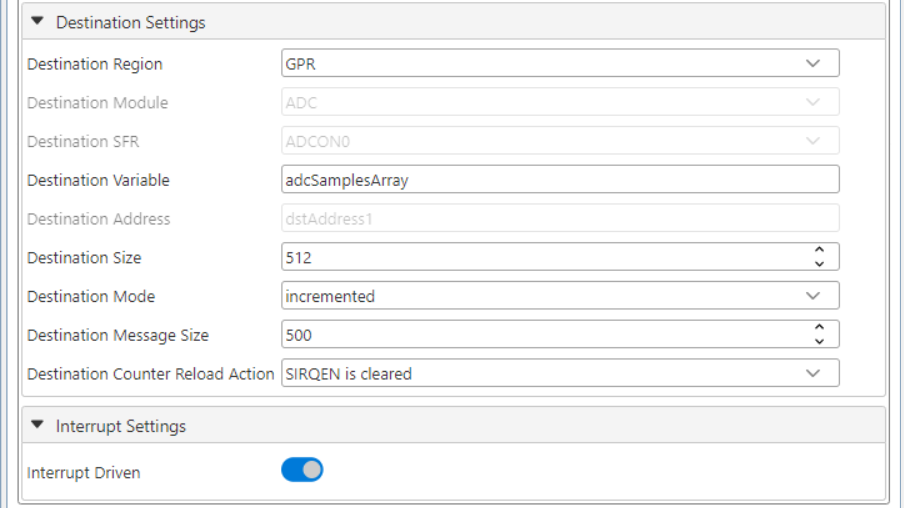 Destination Settings
Destination Region GPR
Destination Module ADC
Destination SFR ADCON0
Destination Variable adcSamplesArray
Destination Address dstAddress1
Destination Size 512
Destination Mode incremented
Destination Message Size 500
Destination Counter Reload Action SIRQEN is cleared
Interrupt Settings
Interrupt Driven